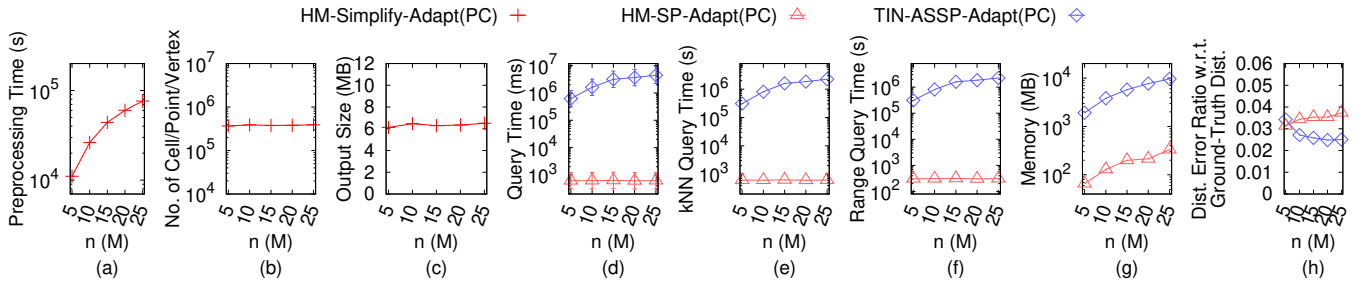 HM-Simplify-Adapt(PC) HM-SP-Adapt(PC) TIN-ASSP-Adapt(PC)
Preprocessing Time (s)
10^5
10^4
5 10 15 20 25
n (M)
(a)
No. of Cell/Point/Vertex
10^7
10^6
10^5
10^4
5 10 15 20 25
n (M)
(b)
Output Size (MB)
12
10
8
6
4
2
0
5 10 15 20 25
n (M)
(c)
Query Time (ms)
10^7
10^6
10^5
10^4
10^3
5 10 15 20 25
n (M)
(d)
kNN Query Time (s)
10^6
10^5
10^4
10^3
5 10 15 20 25
n (M)
(e)
Range Query Time (s)
10^6
10^5
10^4
10^3
10^2
5 10 15 20 25
n (M)
(f)
Memory (MB)
10^4
10^3
10^2
5 10 15 20 25
n (M)
(g)
Dist. Error Ratio w.r.t.
Ground-Truth Dist.
0.06
0.05
0.04
0.03
0.02
0.01
0
5 10 15 20 25
n (M)
(h)